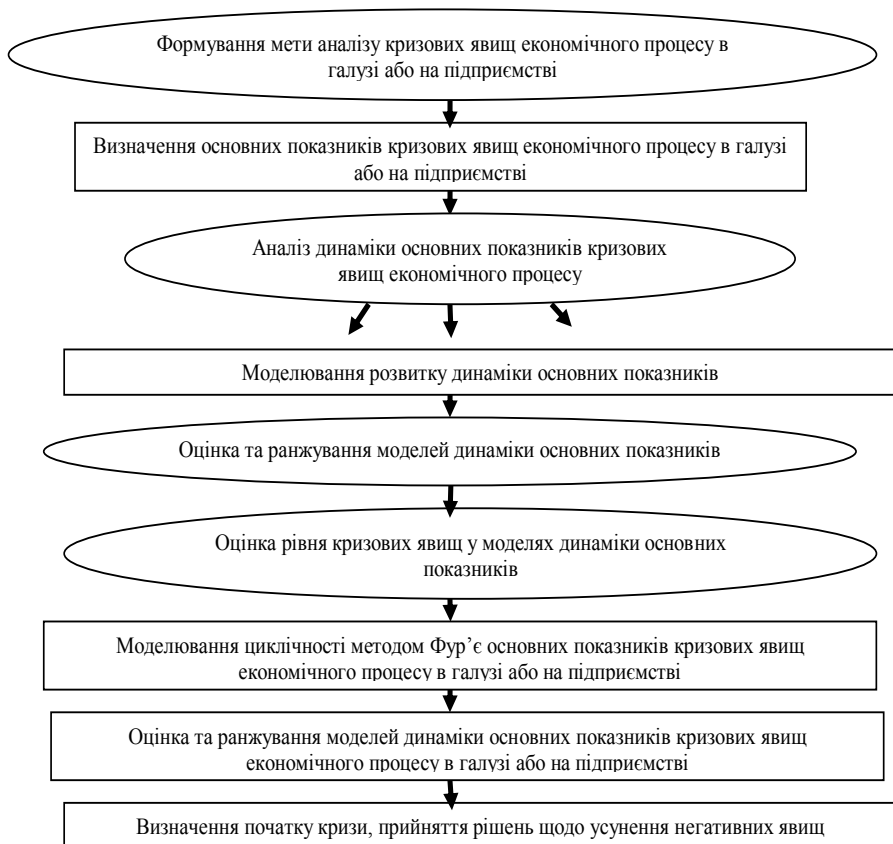 Формування мети аналізу кризових явищ економічного процесу в
галузі або на підприємстві
Визначення основних показників кризових явищ економічного процесу в галузі
або на підприємстві
Аналіз динаміки основних показників кризових
явищ економічного процесу
Моделювання розвитку динаміки основних показників
Оцінка та ранжування моделей динаміки основних показників
Оцінка рівня кризових явищ у моделях динаміки основних
показників
Моделювання циклічності методом Фур’є основних показників кризових явищ
економічного процесу в галузі або на підприємстві
Оцінка та ранжування моделей динаміки основних показників кризових явищ
економічного процесу в галузі або на підприємстві
Визначення початку кризи, прийняття рішень щодо усунення негативних явищ